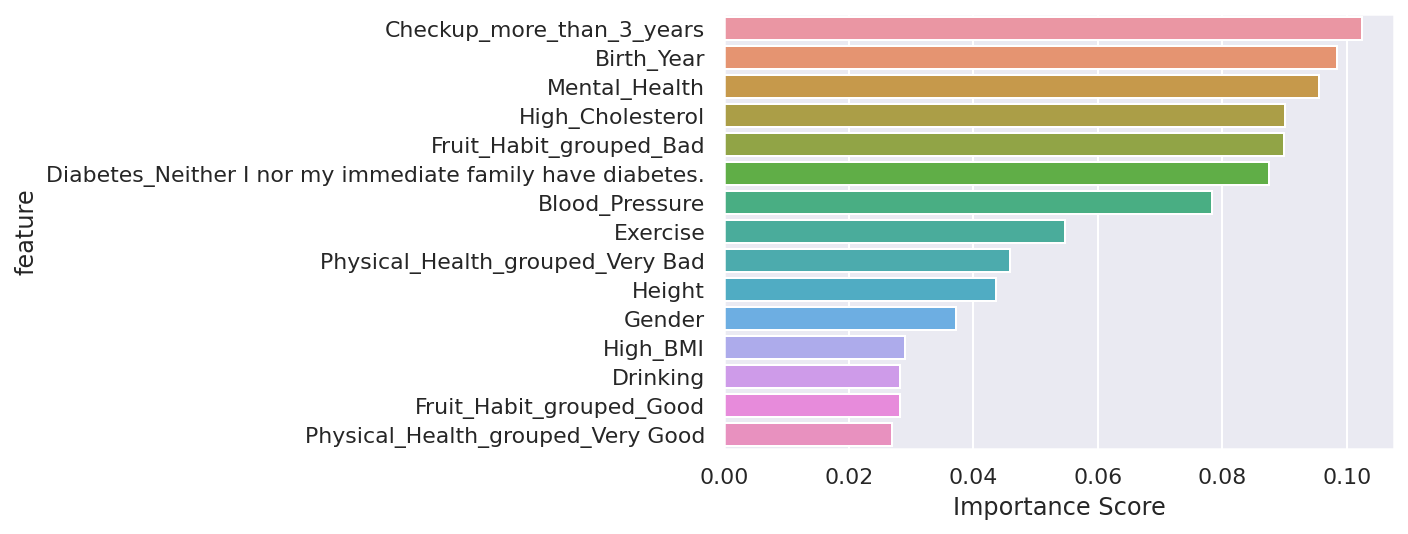 Checkup_more_than_3_years
Birth_Year
Mental_Health
High_Cholesterol
Fruit_Habit_grouped_Bad
Diabetes_Neither I nor my immediate family have diabetes.
Blood_Pressure
Exercise
Physical_Health_grouped_Very Bad
Height
Gender
High_BMI
Drinking
Fruit_Habit_grouped_Good
Physical_Health_grouped_Very Good
feature
0.00 0.02 0.04 0.06 0.08 0.10
Importance Score